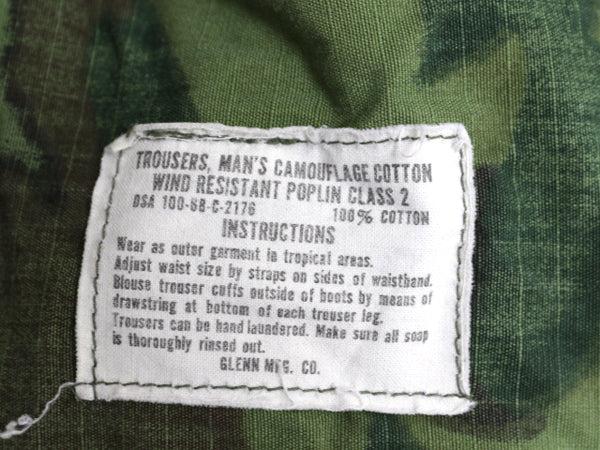 TROUSERS, MAN'S CAMOUFLAGE COTTON
WIND RESISTANT POPLIN CLASS 2
DSA 100-68-C-2176 100% COTTON
INSTRUCTIONS
Wear as outer garment in tropical areas.
Adjust waist size by straps on sides of waistband.
Blouse trouser cuffs outside of boots by means of
drawstring at bottom of each trouser leg.
Trousers can be hand laundered. Make sure all soap
is thoroughly rinsed out.
GLENN MFG. CO.